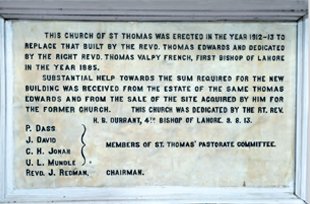 THIS CHURCH OF ST THOMAS WAS ERECTED IN THE YEAR 1912-13 TO
REPLACE THAT BUILT BY THE REVD. THOMAS EDWARDS AND DEDICATED
BY THE RIGHT REVD. THOMAS VALPY FRENCH, FIRST BISHOP OF LAHORE
IN THE YEAR 1885.
SUBSTANTIAL HELP TOWARDS THE SUM REQUIRED FOR THE NEW
BUILDING WAS RECEIVED FROM THE ESTATE OF THE SAME THOMAS
EDWARDS AND FROM THE SALE OF THE SITE ACQUIRED BY HIM FOR
THE FORMER CHURCH. THIS CHURCH WAS DEDICATED BY THE RT. REV.
H. B. DURRANT, 4TH BISHOP OF LAHORE. 9. 8. 13.
P. DASS
J. DAVID
C. H. JONAH
U. L. MUNDLE
MEMBERS OF ST. THOMAS' PASTORATE COMMITTEE.
REVD. J. REDMAN, CHAIRMAN.